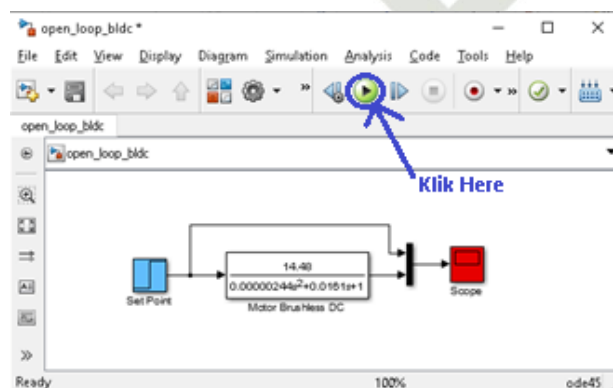 open_loop_bldc *
File Edit View Display Diagram Simulation Analysis Code Tools Help
open_loop_bldc
open_loop_bldc
Klik Here
14.48
0.00000244s²+0.0161s+1
Set Point
Motor Brushless DC
Scope
Ready 100% ode45